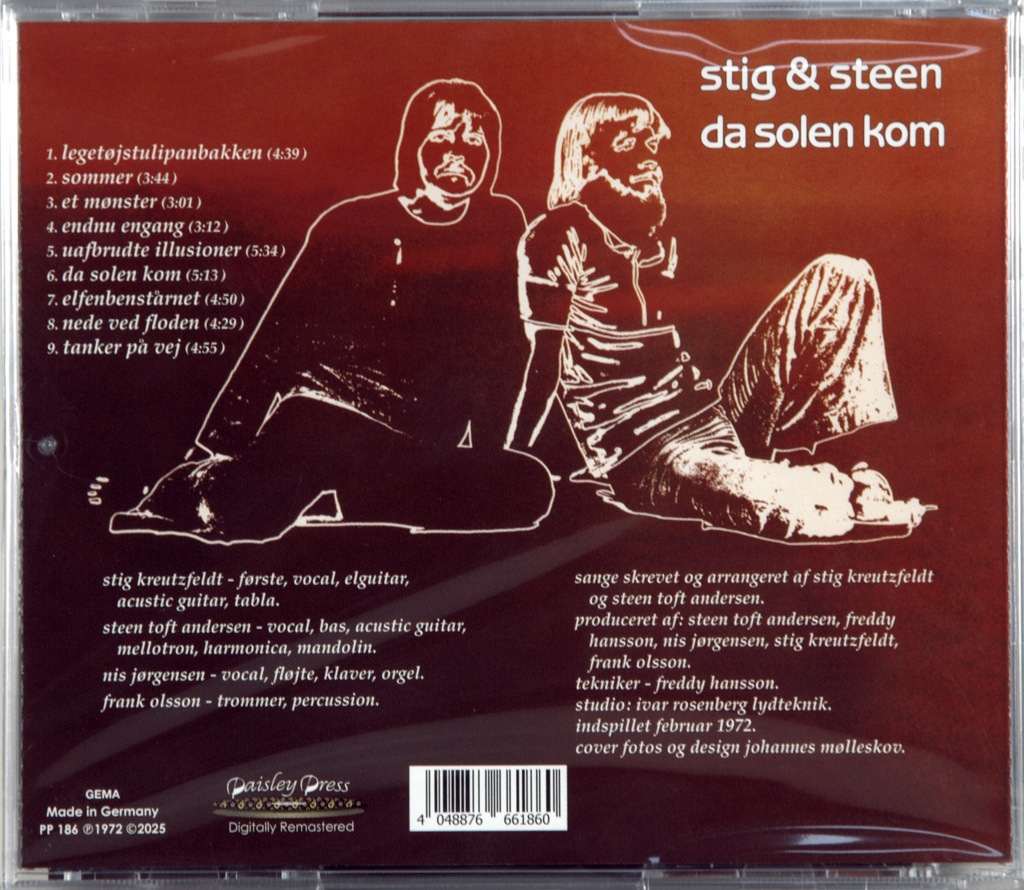 stig & steen
da solen kom
1. legetøjstulipanbakken (4:39)
2. sommer (3:44)
3. et mønster (3:01)
4. endnu engang (3:12)
5. uafbrudte illusioner (5:34)
6. da solen kom (5:13)
7. elfenbenstårnet (4:50)
8. nede ved floden (4:29)
9. tanker på vej (4:55)
stig kreutzfeldt - første, vocal, elguitar,
acustic guitar, tabla.
steen toft andersen - vocal, bas, acustic guitar,
mellotron, harmonica, mandolin.
nis jørgensen - vocal, fløjte, klaver, orgel.
frank olsson - trommer, percussion.
sange skrevet og arrangeret af stig kreutzfeldt
og steen toft andersen.
produceret af: steen toft andersen, freddy
hansson, nis jørgensen, stig kreutzfeldt,
frank olsson.
tekniker - freddy hansson.
studio: ivar rosenberg lydteknik.
indspillet februar 1972.
cover fotos og design johannes mølleskov.
GEMA
Made in Germany
PP 186 ℗1972 ©2025
Paisley Press
Digitally Remastered
4 048876 661860